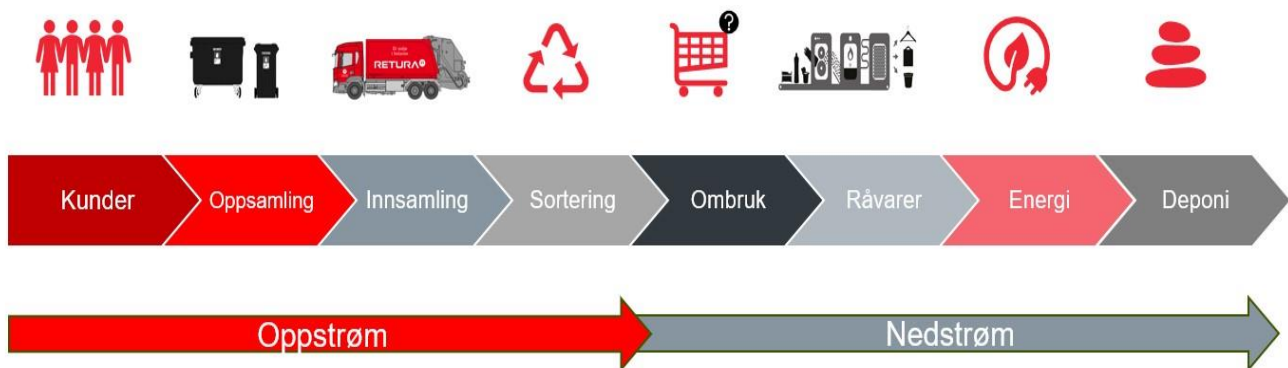 ?
RETURA
Kunder
Oppsamling
Innsamling
Sortering
Ombruk
Råvarer
Energi
Deponi
Oppstrøm
Nedstrøm